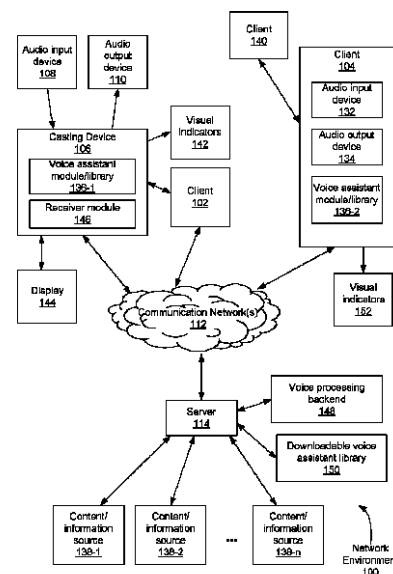 Audio input
device
108
Audio
output
device
110
Client
140
Client
104
Audio input
device
132
Audio output
device
134
Voice assistant
module/library
136-2
Casting Device
106
Voice assistant
module/library
136-1
Receiver module
146
Visual
Indicators
142
Client
102
Display
144
Communication Network(s)
112
Visual
indicators
152
Server
114
Voice processing
backend
148
Downloadable voice
assistant library
150
Content/
information
source
138-1
Content/
information
source
138-2
...
Content/
information
source
138-n
Network
Environment
100